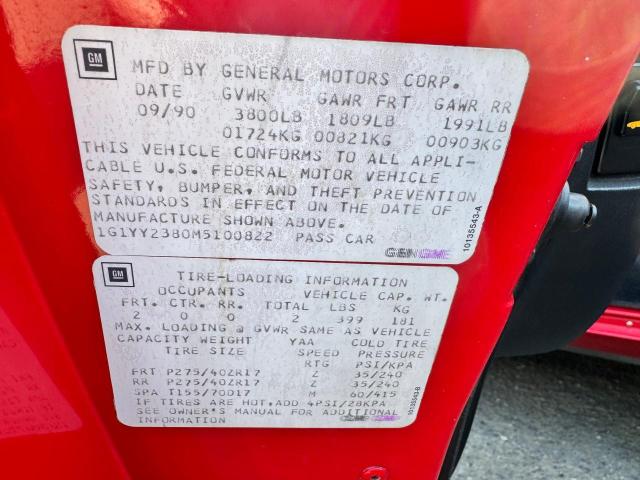 GM
MFD BY GENERAL MOTORS CORP.
DATE GVWR GAWR FRT GAWR RR
09/90 3800LB 1809LB 1991LB
01724KG 00821KG 00903KG
THIS VEHICLE CONFORMS TO ALL APPLI-
CABLE U.S. FEDERAL MOTOR VEHICLE
SAFETY, BUMPER, AND THEFT PREVENTION
STANDARDS IN EFFECT ON THE DATE OF
MANUFACTURE SHOWN ABOVE.
1G1YY2380M5100822 PASS CAR
10135543-A
GM
TIRE-LOADING INFORMATION
OCCUPANTS VEHICLE CAP. WT.
FRT. CTR. RR. TOTAL LBS KG
2 0 0 2 399 181
MAX. LOADING @ GVWR SAME AS VEHICLE
CAPACITY WEIGHT YAA COLD TIRE
TIRE SIZE SPEED PRESSURE
RTG PSI/KPA
FRT P275/40ZR17 Z 35/240
RR P275/40ZR17 Z 35/240
SPA T155/70D17 M 60/415
IF TIRES ARE HOT, ADD 4PSI/28KPA
SEE OWNER'S MANUAL FOR ADDITIONAL
INFORMATION
10135543-B